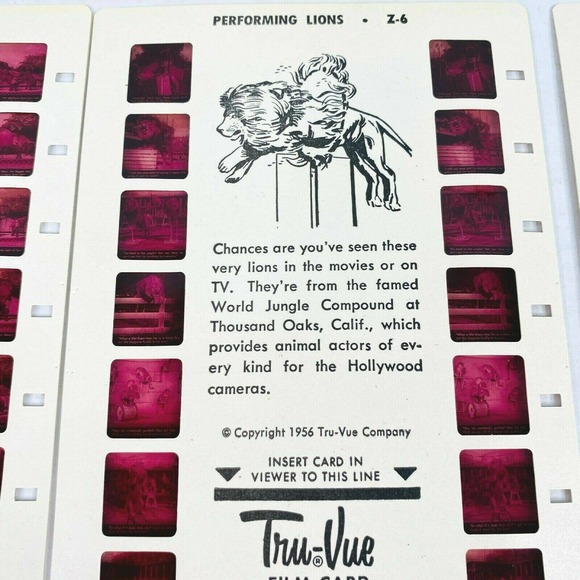 PERFORMING LIONS • Z-6
Chances are you've seen these
very lions in the movies or on
TV. They're from the famed
World Jungle Compound at
Thousand Oaks, Calif., which
provides animal actors of ev-
ery kind for the Hollywood
cameras.
© Copyright 1956 Tru-Vue Company
INSERT CARD IN
VIEWER TO THIS LINE
Tru-Vue®
FILM CARD